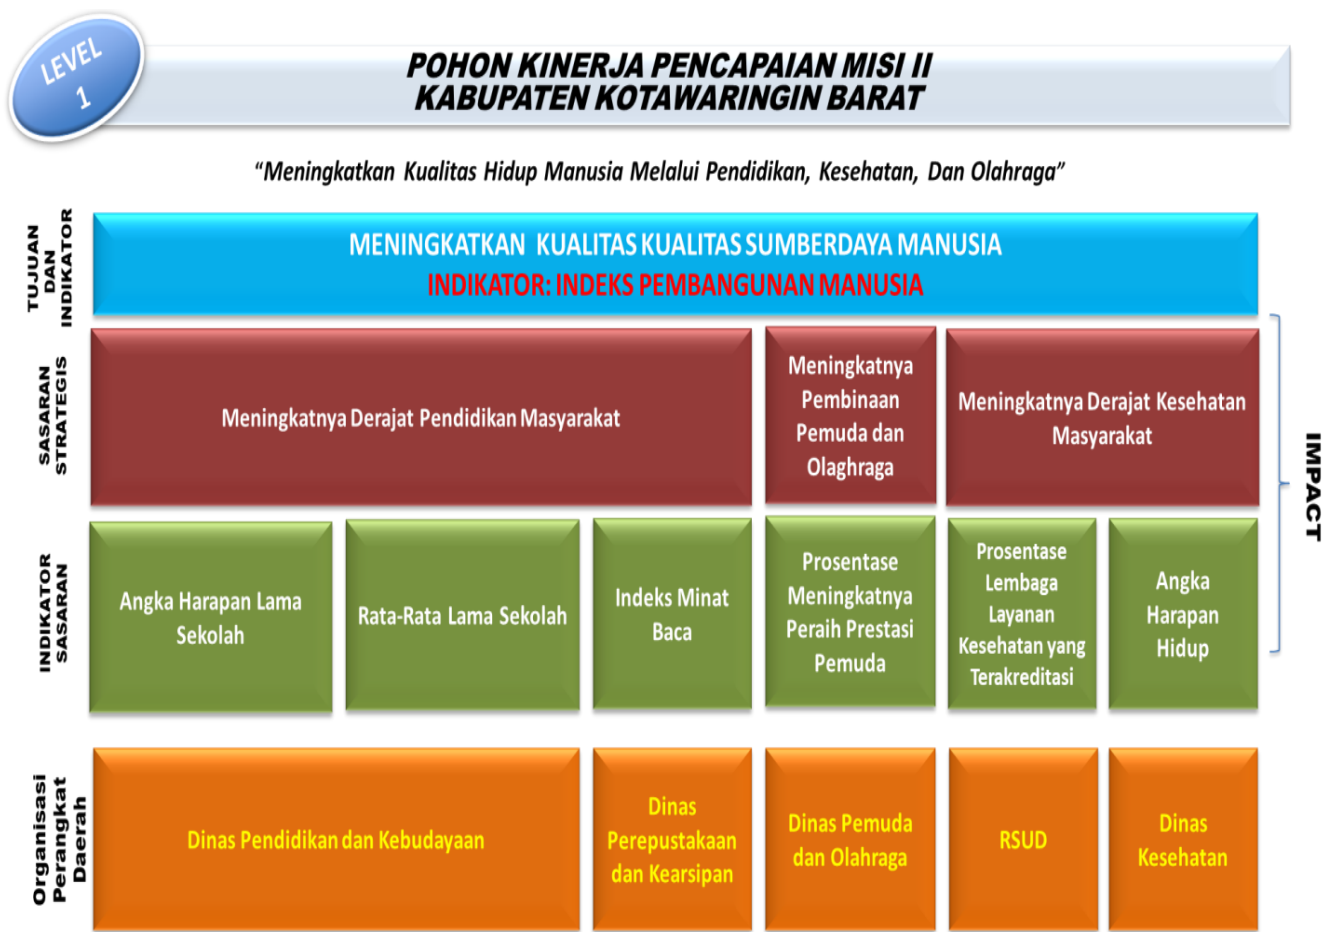 LEVEL
1
POHON KINERJA PENCAPAIAN MISI II
KABUPATEN KOTAWARINGIN BARAT
“Meningkatkan Kualitas Hidup Manusia Melalui Pendidikan, Kesehatan, Dan Olahraga”
TUJUAN
DAN
INDIKATOR
MENINGKATKAN KUALITAS KUALITAS SUMBERDAYA MANUSIA
INDIKATOR: INDEKS PEMBANGUNAN MANUSIA
SASARAN
STRATEGIS
Meningkatnya Derajat Pendidikan Masyarakat
Meningkatnya
Pembinaan
Pemuda dan
Olaghraga
Meningkatnya Derajat Kesehatan
Masyarakat
IMPACT
INDIKATOR
SASARAN
Angka Harapan Lama
Sekolah
Rata-Rata Lama Sekolah
Indeks Minat
Baca
Prosentase
Meningkatnya
Peraih Prestasi
Pemuda
Prosentase
Lembaga
Layanan
Kesehatan yang
Terakreditasi
Angka
Harapan
Hidup
Organisasi
Perangkat
Daerah
Dinas Pendidikan dan Kebudayaan
Dinas
Perepustakaan
dan Kearsipan
Dinas Pemuda
dan Olahraga
RSUD
Dinas
Kesehatan